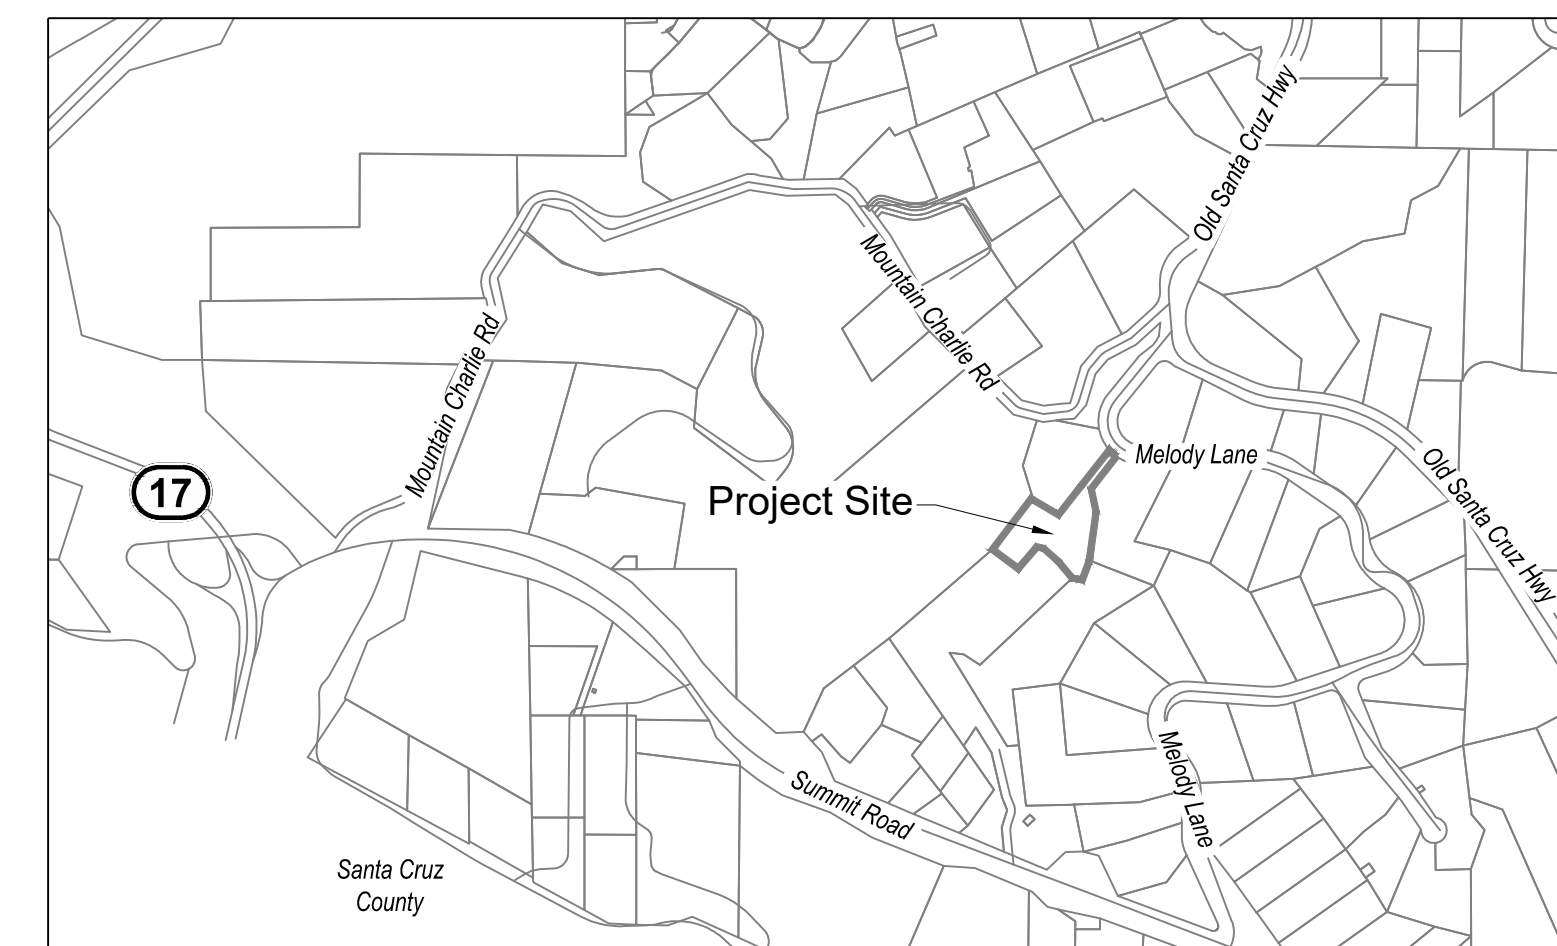 Old Santa Cruz Hwy
Mountain Charlie Rd
Mountain Charlie Rd
Melody Lane
Old Santa Cruz Hwy
17
Project Site
Melody Lane
Summit Road
Santa Cruz
County